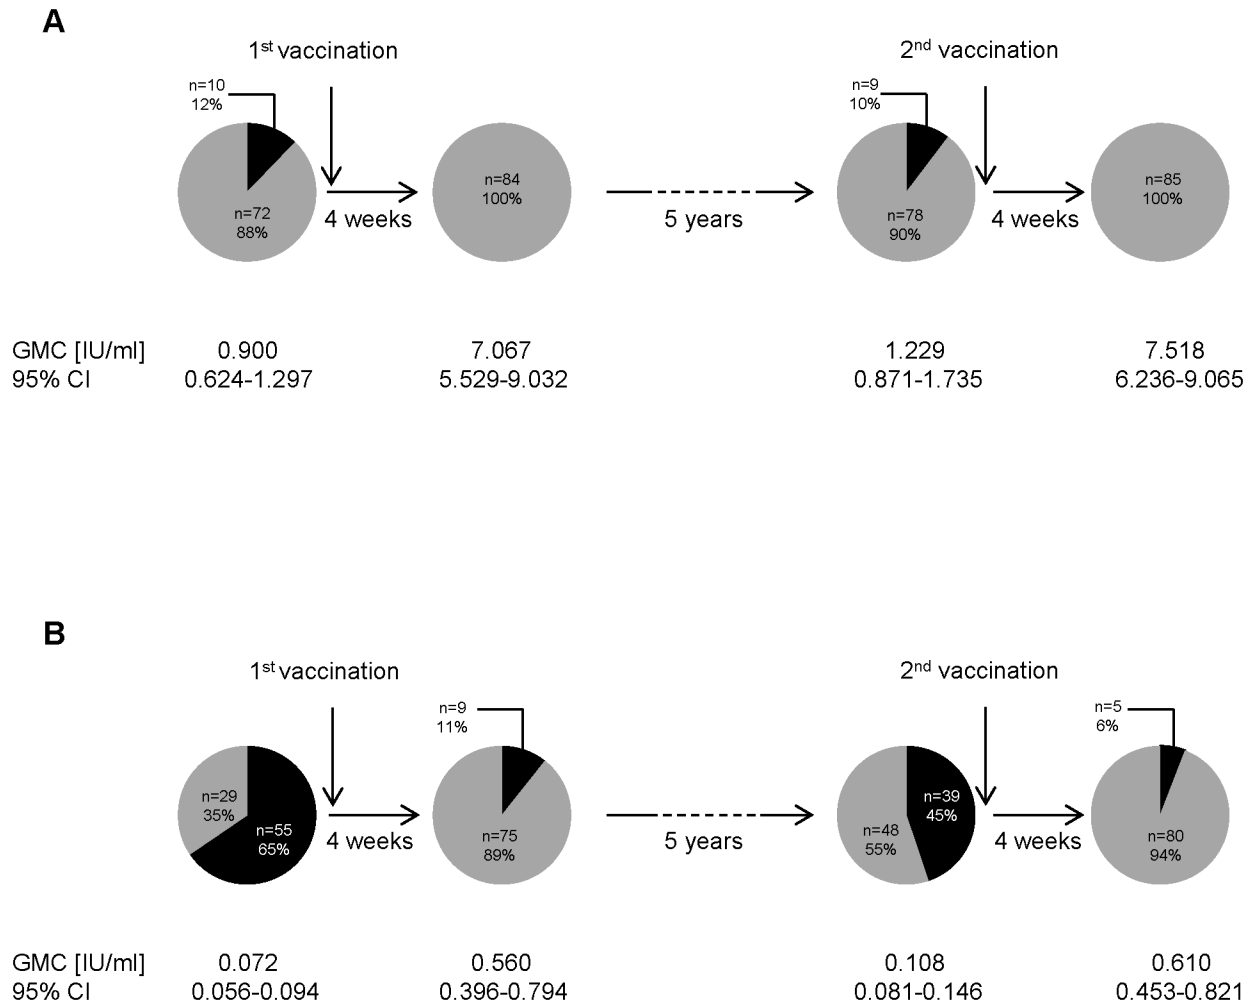 A
1st vaccination
2nd vaccination
n=10
12%
n=9
10%
n=72
88%
4 weeks
n=84
100%
5 years
n=78
90%
4 weeks
n=85
100%
GMC [IU/ml] 0.900 7.067 1.229 7.518
95% CI 0.624-1.297 5.529-9.032 0.871-1.735 6.236-9.065
B
1st vaccination
2nd vaccination
n=9
11%
n=5
6%
n=29
35%
n=55
65%
4 weeks
n=75
89%
5 years
n=39
45%
n=48
55%
4 weeks
n=80
94%
GMC [IU/ml] 0.072 0.560 0.108 0.610
95% CI 0.056-0.094 0.396-0.794 0.081-0.146 0.453-0.821